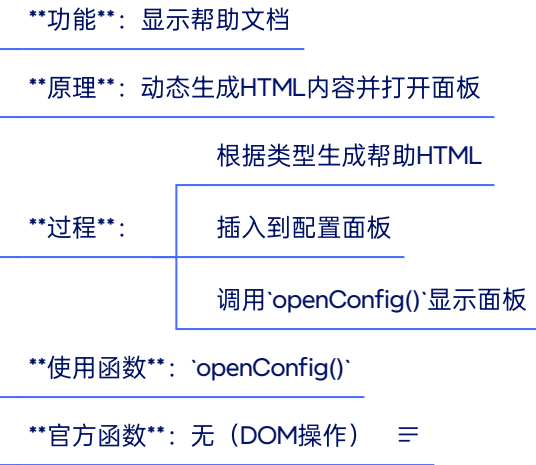 **功能**：显示帮助文档
**原理**：动态生成HTML内容并打开面板
根据类型生成帮助HTML
**过程**：
插入到配置面板
调用`openConfig()`显示面板
**使用函数**：`openConfig()`
**官方函数**：无（DOM操作）